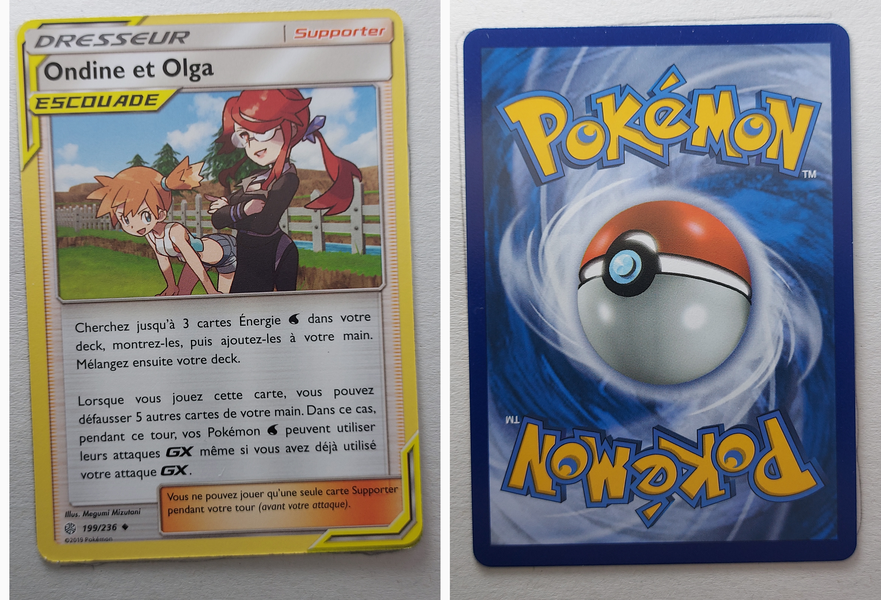 DRESSEUR
Supporter
Ondine et Olga
ESCOUADE
Cherchez jusqu'à 3 cartes Énergie dans votre
deck, montrez-les, puis ajoutez-les à votre main.
Mélangez ensuite votre deck.
Lorsque vous jouez cette carte, vous pouvez
défausser 5 autres cartes de votre main. Dans ce cas,
pendant ce tour, vos Pokémon peuvent utiliser
leurs attaques GX même si vous avez déjà utilisé
votre attaque GX.
Vous ne pouvez jouer qu'une seule carte Supporter
pendant votre tour (avant votre attaque).
Illus. Megumi Mizutani
199/236
©2019 Pokémon
POKéMON
TM
TM
POKéMON